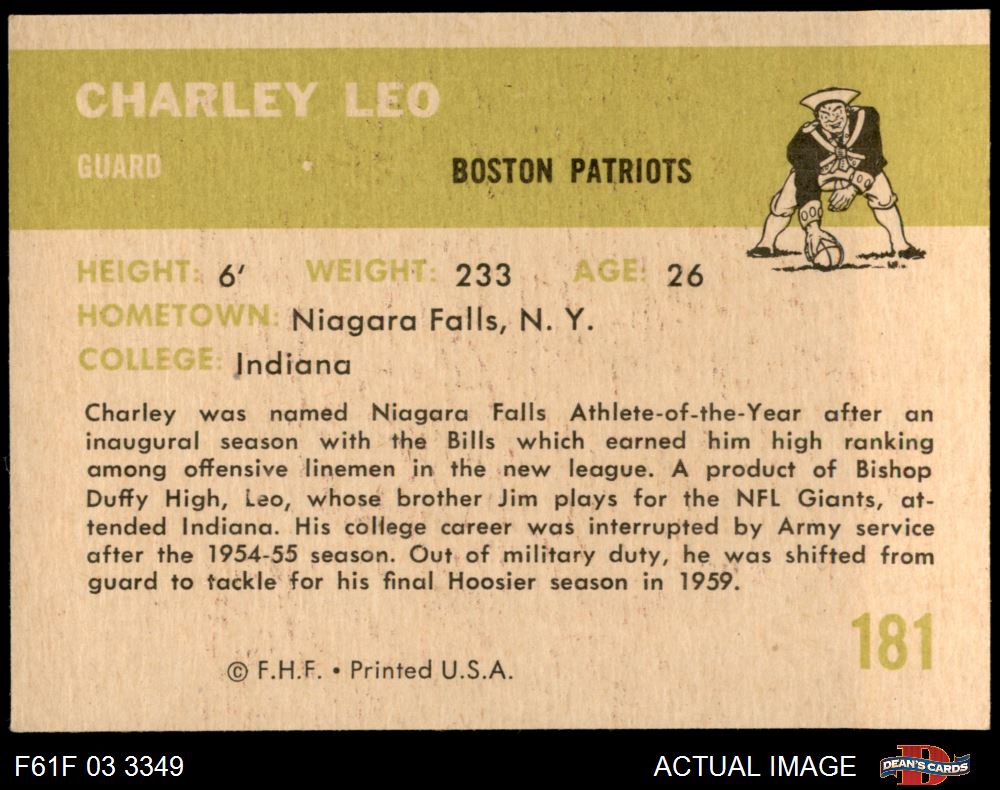 CHARLEY LEO
GUARD
BOSTON PATRIOTS
HEIGHT: 6' WEIGHT: 233 AGE: 26
HOMETOWN: Niagara Falls, N. Y.
COLLEGE: Indiana
Charley was named Niagara Falls Athlete-of-the-Year after an
inaugural season with the Bills which earned him high ranking
among offensive linemen in the new league. A product of Bishop
Duffy High, Leo, whose brother Jim plays for the NFL Giants, at-
tended Indiana. His college career was interrupted by Army service
after the 1954-55 season. Out of military duty, he was shifted from
guard to tackle for his final Hoosier season in 1959.
181
© F.H.F. • Printed U.S.A.
F61F 03 3349
ACTUAL IMAGE
DEAN'S CARDS